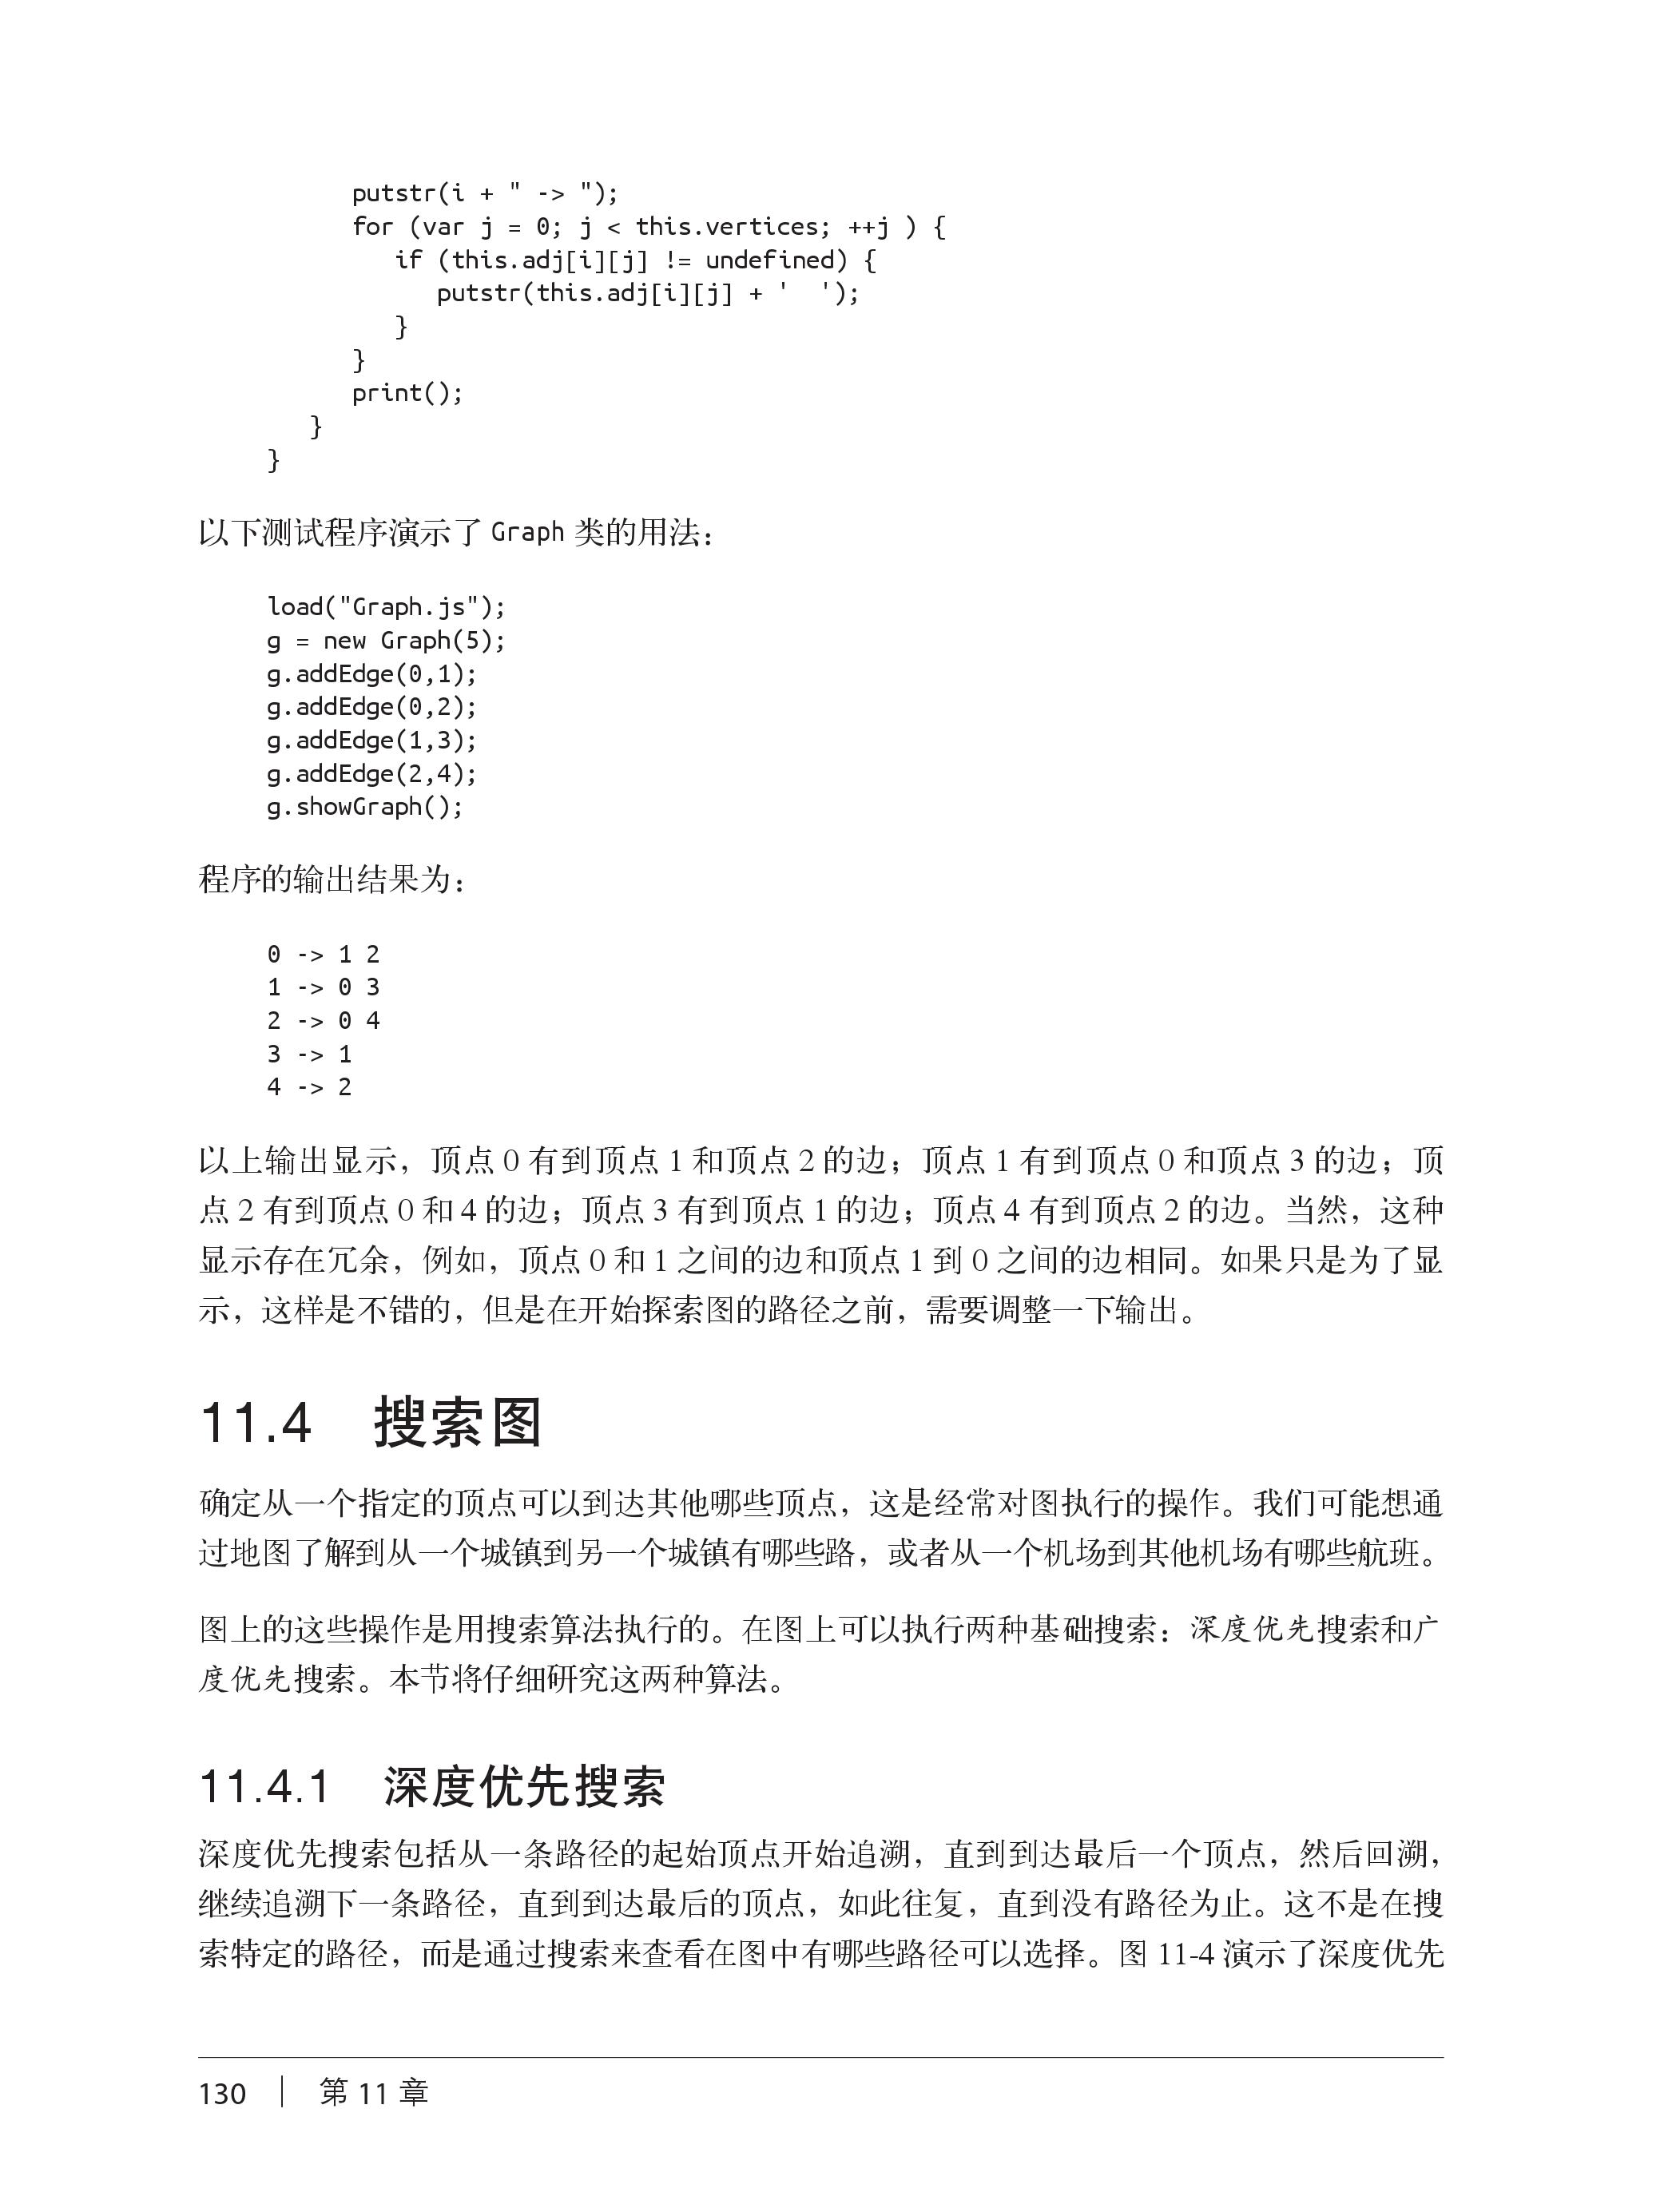 putstr(i + " -> ");
for (var j = 0; j < this.vertices; ++j ) {
if (this.adj[i][j] != undefined) {
putstr(this.adj[i][j] + '  ');
}
}
print();
}
}
以下测试程序演示了 Graph 类的用法：
load("Graph.js");
g = new Graph(5);
g.addEdge(0,1);
g.addEdge(0,2);
g.addEdge(1,3);
g.addEdge(2,4);
g.showGraph();
程序的输出结果为：
0 -> 1 2
1 -> 0 3
2 -> 0 4
3 -> 1
4 -> 2
以上输出显示，顶点 0 有到顶点 1 和顶点 2 的边；顶点 1 有到顶点 0 和顶点 3 的边；顶
点 2 有到顶点 0 和 4 的边；顶点 3 有到顶点 1 的边；顶点 4 有到顶点 2 的边。当然，这种
显示存在冗余，例如，顶点 0 和 1 之间的边和顶点 1 到 0 之间的边相同。如果只是为了显
示，这样是不错的，但是在开始探索图的路径之前，需要调整一下输出。
11.4 搜索图
确定从一个指定的顶点可以到达其他哪些顶点，这是经常对图执行的操作。我们可能想通
过地图了解到从一个城镇到另一个城镇有哪些路，或者从一个机场到其他机场有哪些航班。
图上的这些操作是用搜索算法执行的。在图上可以执行两种基础搜索：深度优先搜索和广
度优先搜索。本节将仔细研究这两种算法。
11.4.1 深度优先搜索
深度优先搜索包括从一条路径的起始顶点开始追溯，直到到达最后一个顶点，然后回溯，
继续追溯下一条路径，直到到达最后的顶点，如此往复，直到没有路径为止。这不是在搜
索特定的路径，而是通过搜索来查看在图中有哪些路径可以选择。图 11-4 演示了深度优先
130 | 第 11 章